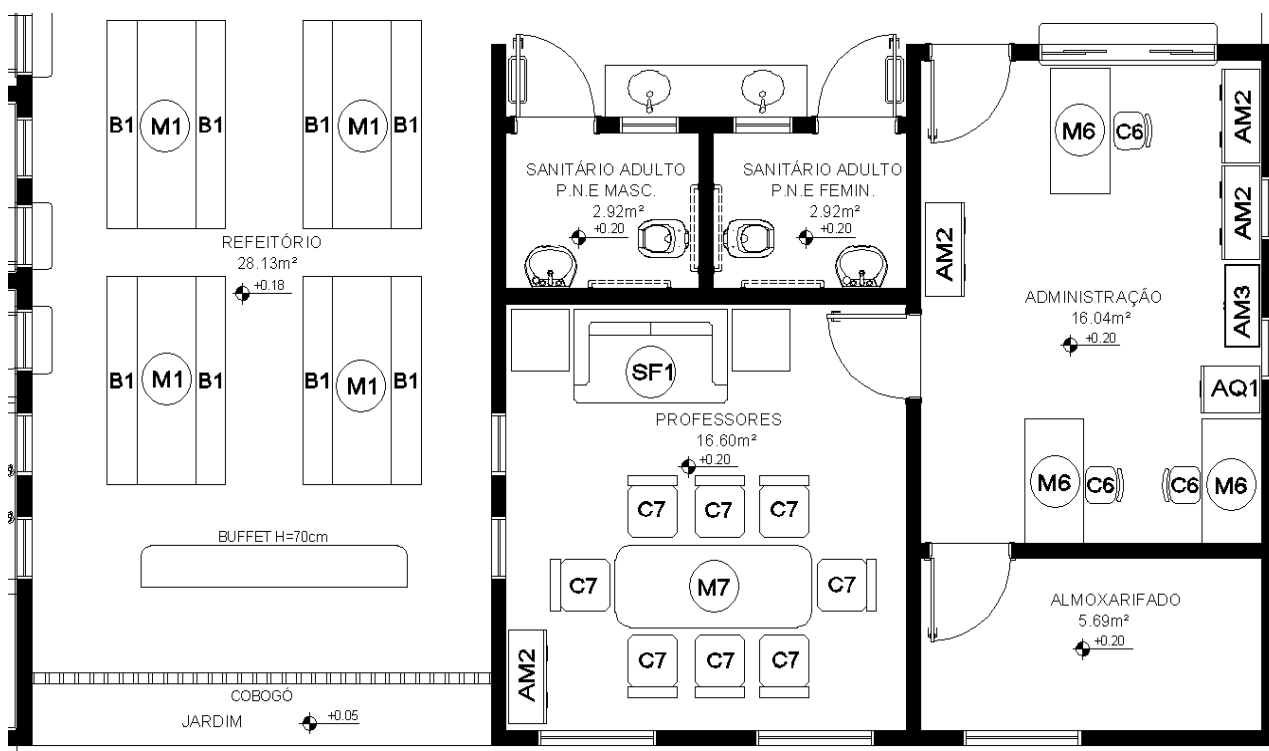 B1 M1 B1
B1 M1 B1
REFEITÓRIO
28.13m²
+0.18
B1 M1 B1
B1 M1 B1
BUFFET H=70cm
COBOGÓ
JARDIM +0.05
SANITÁRIO ADULTO
P.N.E MASC.
2.92m²
+0.20
SANITÁRIO ADULTO
P.N.E FEMIN.
2.92m²
+0.20
SF1
PROFESSORES
16.60m²
+0.20
C7 C7 C7
C7 M7 C7
C7 C7 C7
AM2
M6 C6
AM2
AM2
AM2
ADMINISTRAÇÃO
16.04m²
+0.20
AM3
AQ1
M6 C6
C6 M6
ALMOXARIFADO
5.69m²
+0.20